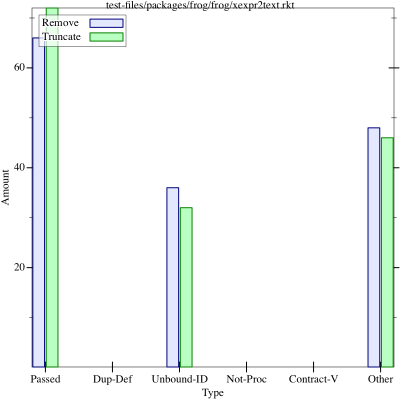 test-files/packages/frog/frog/xexpr2text.rkt
Remove
Truncate
60
40
20
Amount
Passed Dup-Def Unbound-ID Not-Proc Contract-V Other
Type